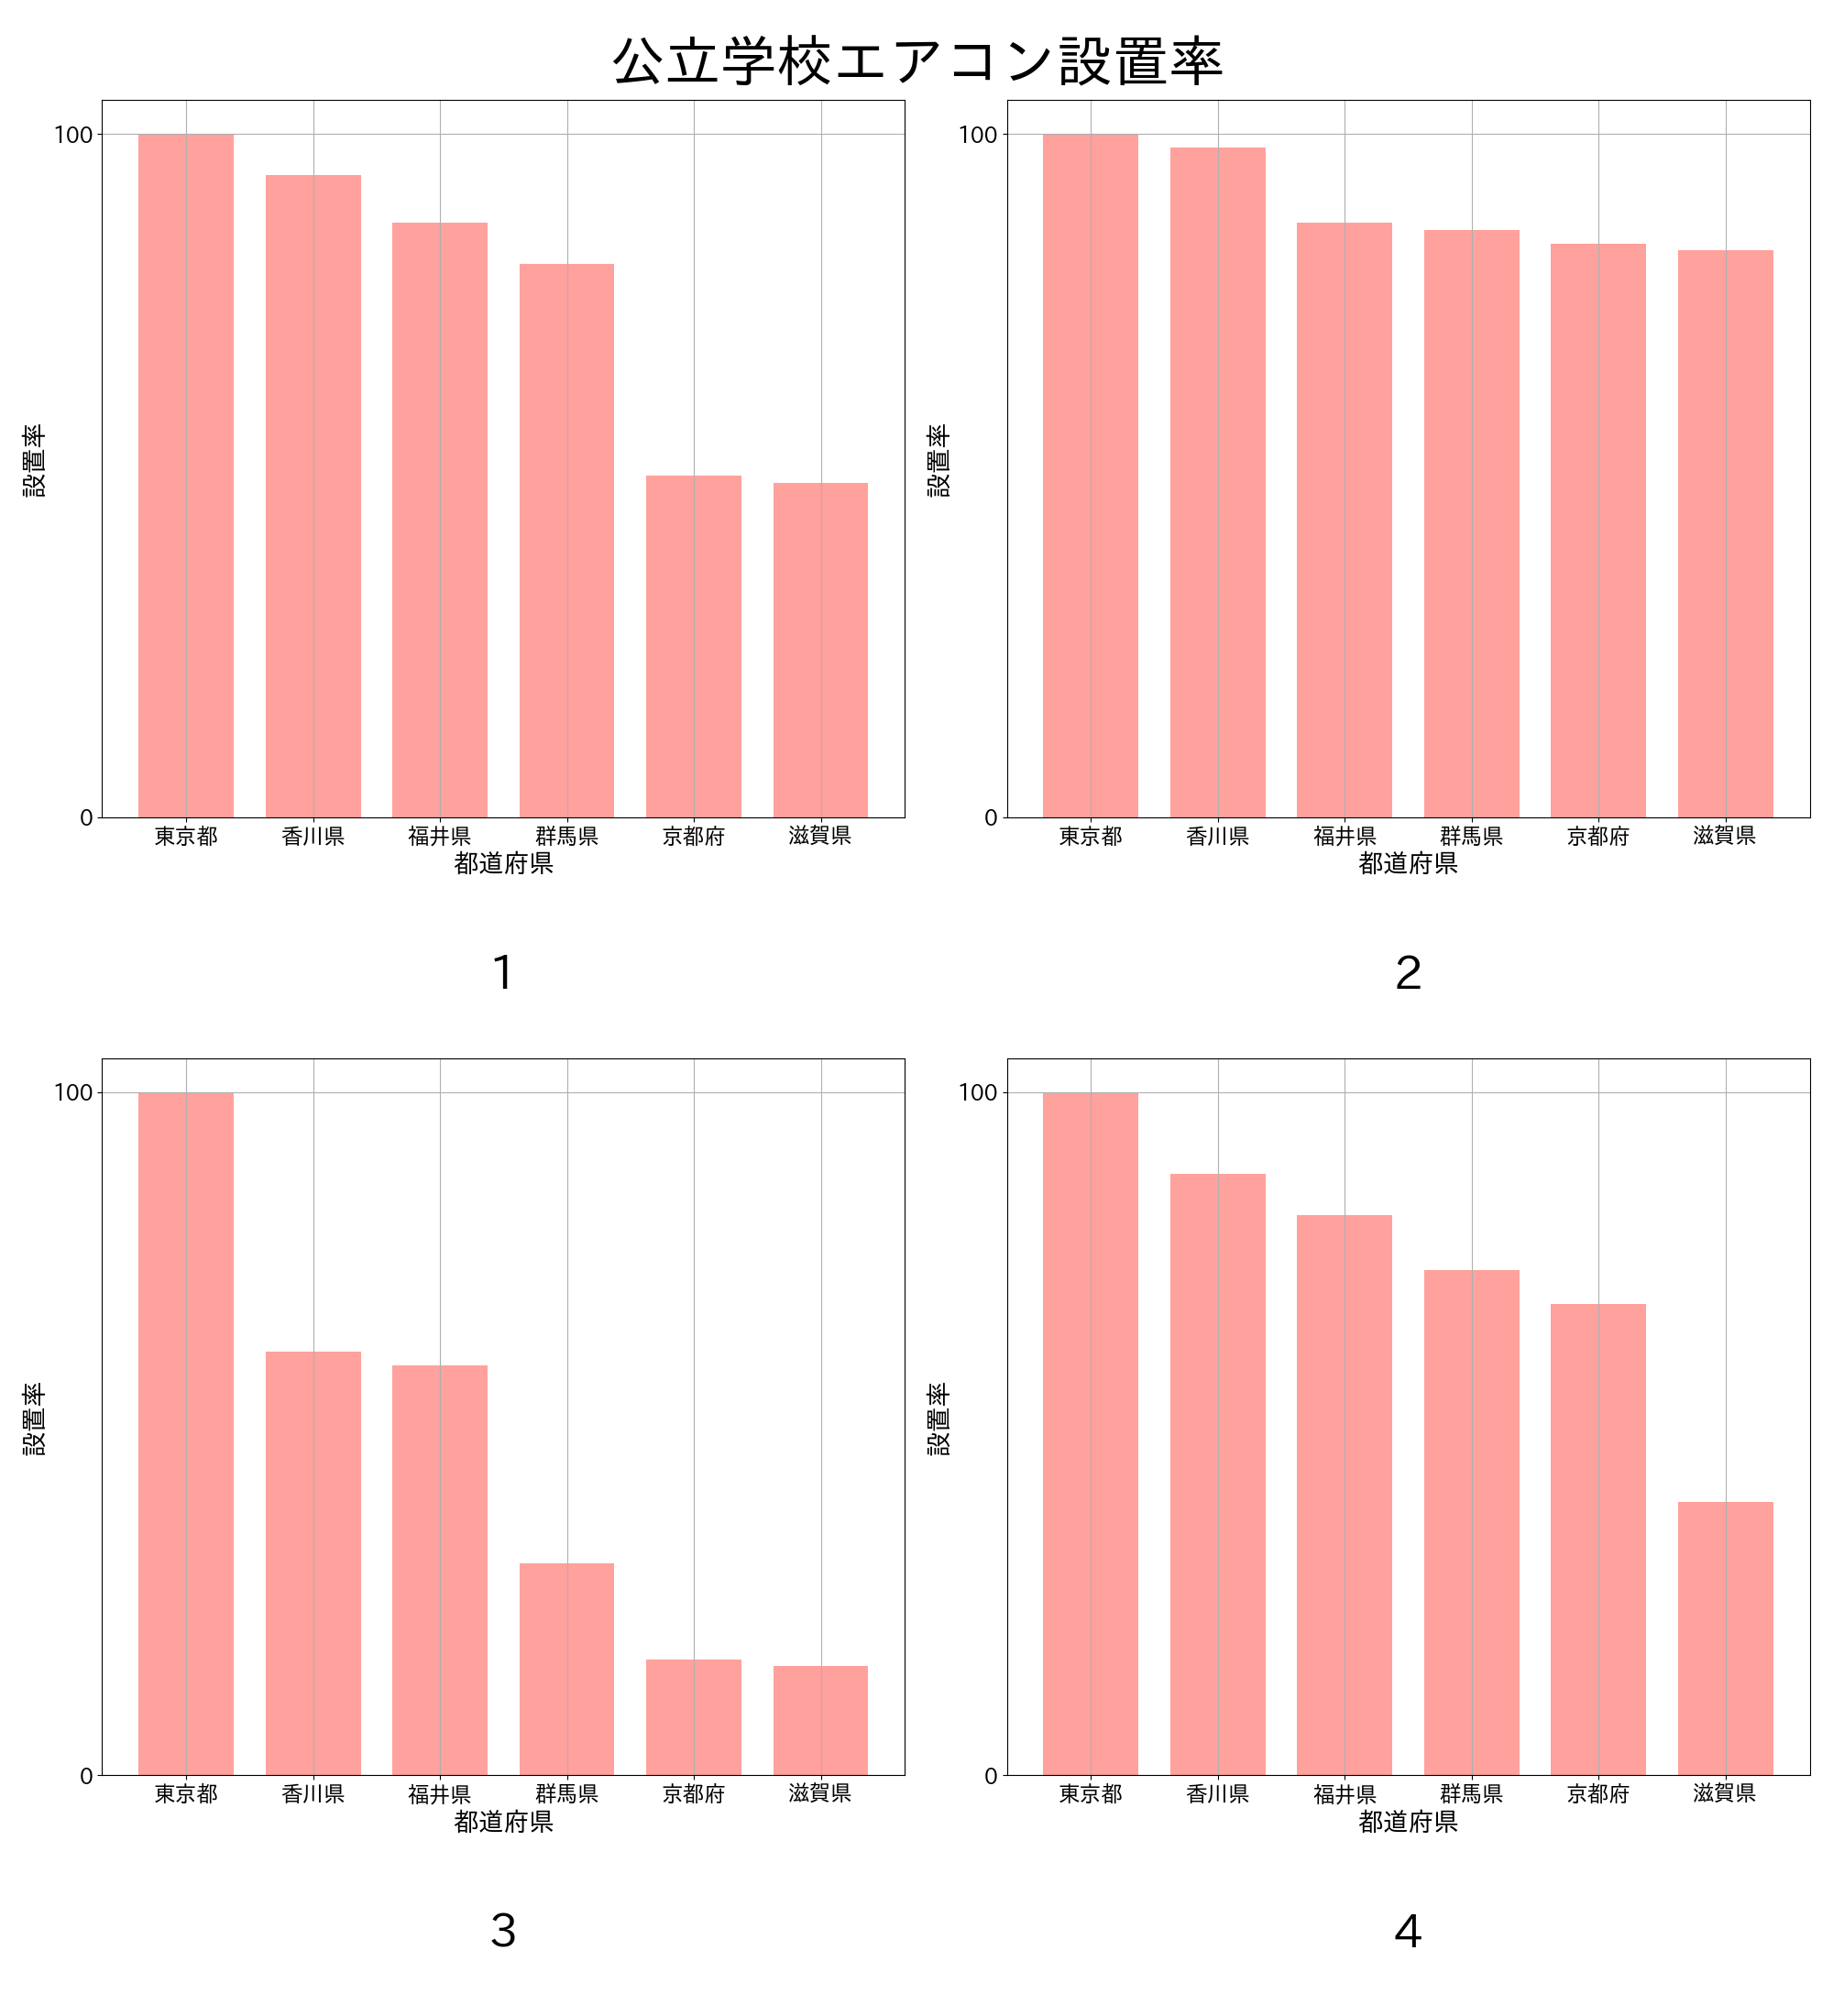 公立学校エアコン設置率
100
0
設置率
東京都 香川県 福井県 群馬県 京都府 滋賀県
都道府県
1
100
0
設置率
東京都 香川県 福井県 群馬県 京都府 滋賀県
都道府県
2
100
0
設置率
東京都 香川県 福井県 群馬県 京都府 滋賀県
都道府県
3
100
0
設置率
東京都 香川県 福井県 群馬県 京都府 滋賀県
都道府県
4